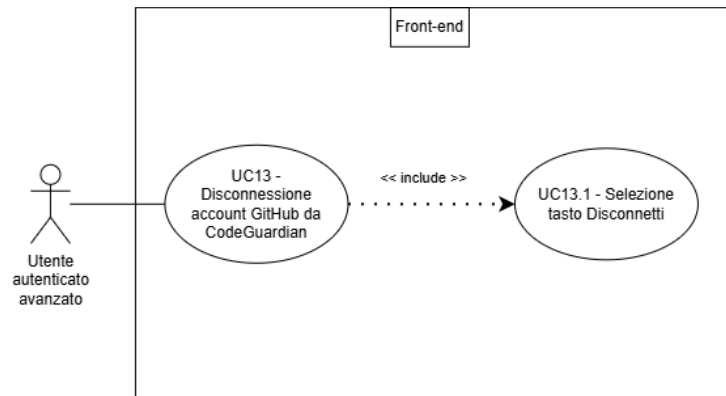 Front-end
UC13 -
Disconnessione
account GitHub da
CodeGuardian
<< include >>
UC13.1 - Selezione
tasto Disconnetti
Utente
autenticato
avanzato